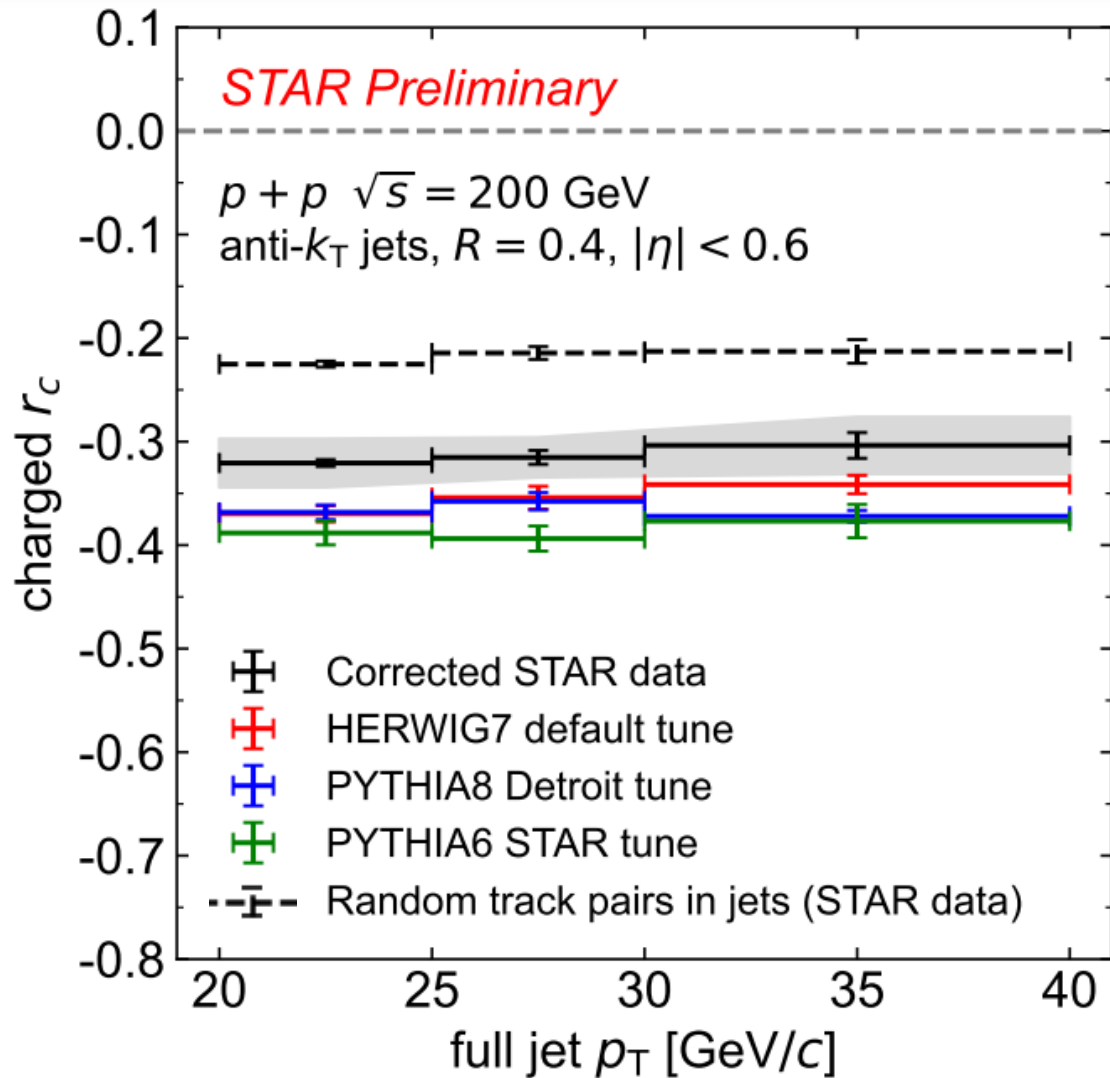 STAR Preliminary
p + p √s = 200 GeV
anti-kT jets, R = 0.4, |η| < 0.6
charged rc
0.1
0.0
-0.1
-0.2
-0.3
-0.4
-0.5
-0.6
-0.7
-0.8
Corrected STAR data
HERWIG7 default tune
PYTHIA8 Detroit tune
PYTHIA6 STAR tune
Random track pairs in jets (STAR data)
20 25 30 35 40
full jet pT [GeV/c]